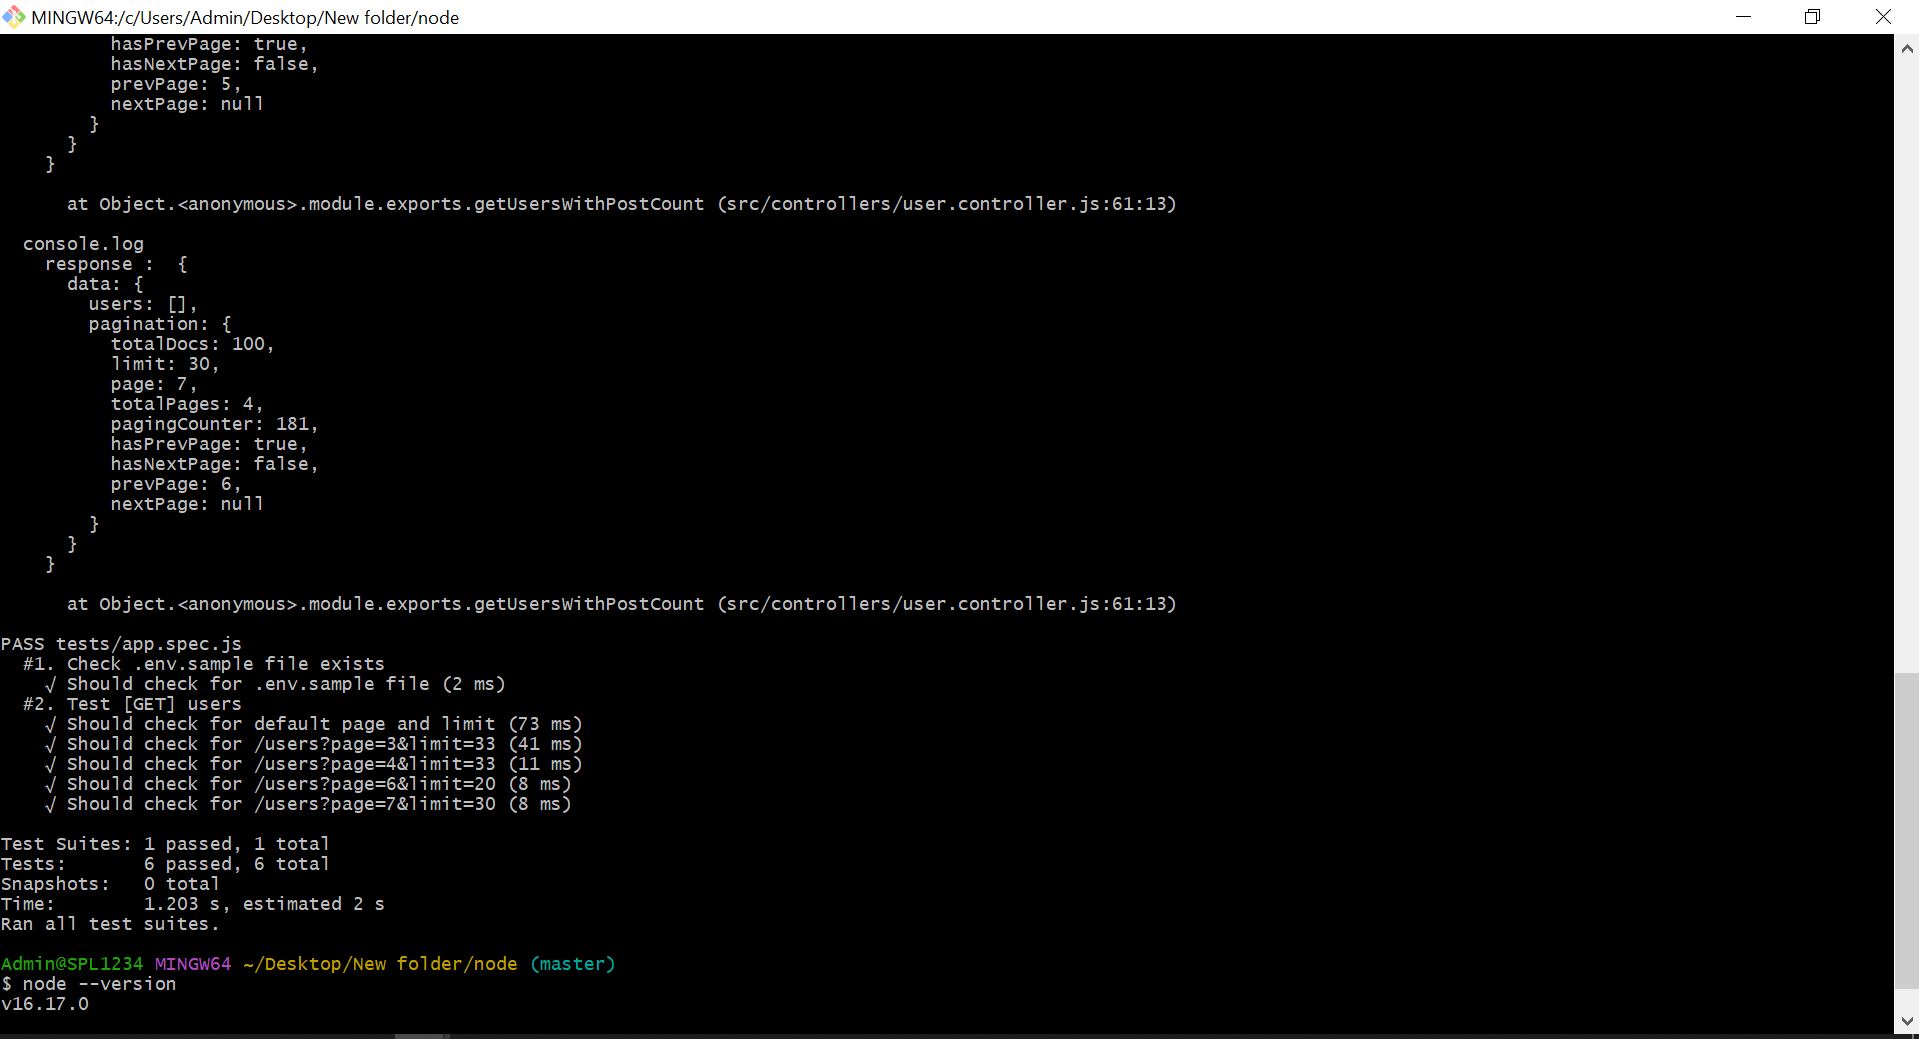 MINGW64:/c/Users/Admin/Desktop/New folder/node
hasPrevPage: true,
hasNextPage: false,
prevPage: 5,
nextPage: null
}
}
}
at Object.<anonymous>.module.exports.getUsersWithPostCount (src/controllers/user.controller.js:61:13)
console.log
response :  {
data: {
users: [],
pagination: {
totalDocs: 100,
limit: 30,
page: 7,
totalPages: 4,
pagingCounter: 181,
hasPrevPage: true,
hasNextPage: false,
prevPage: 6,
nextPage: null
}
}
}
at Object.<anonymous>.module.exports.getUsersWithPostCount (src/controllers/user.controller.js:61:13)
PASS tests/app.spec.js
#1. Check .env.sample file exists
√ Should check for .env.sample file (2 ms)
#2. Test [GET] users
√ Should check for default page and limit (73 ms)
√ Should check for /users?page=3&limit=33 (41 ms)
√ Should check for /users?page=4&limit=33 (11 ms)
√ Should check for /users?page=6&limit=20 (8 ms)
√ Should check for /users?page=7&limit=30 (8 ms)
Test Suites: 1 passed, 1 total
Tests:       6 passed, 6 total
Snapshots:   0 total
Time:        1.203 s, estimated 2 s
Ran all test suites.
Admin@SPL1234 MINGW64 ~/Desktop/New folder/node (master)
$ node --version
v16.17.0